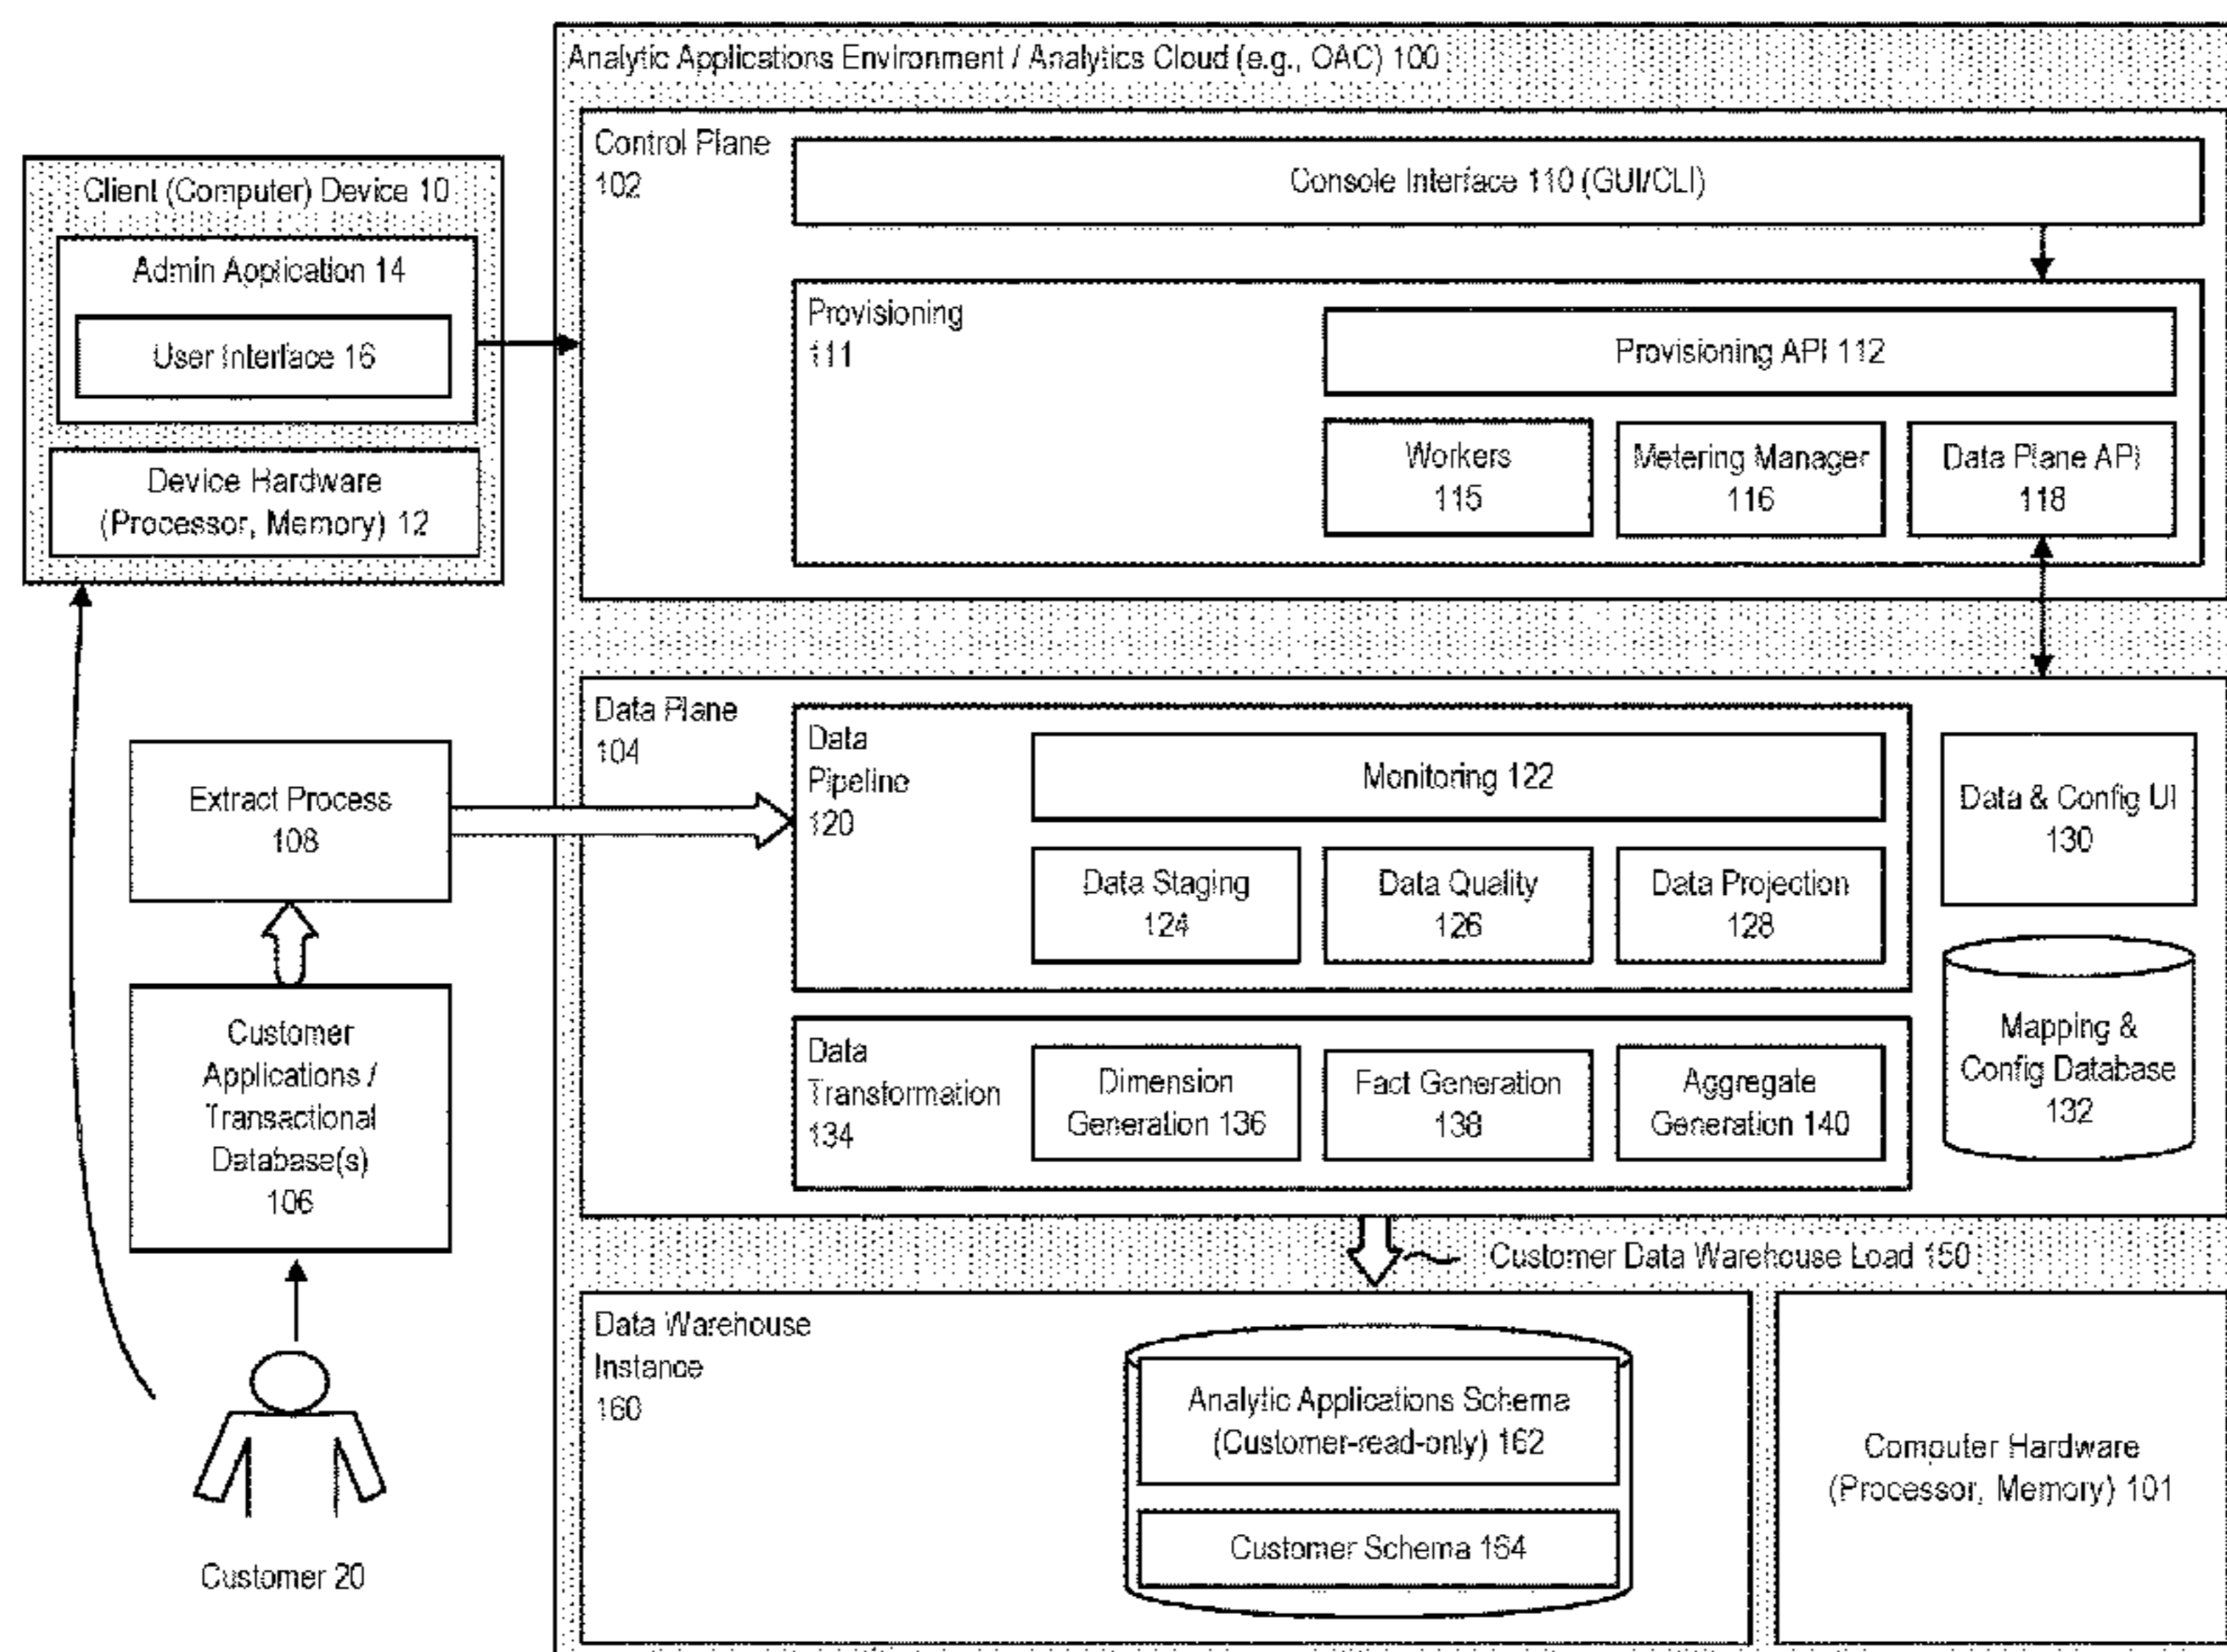 Analytic Applications Environment / Analytics Cloud (e.g., OAC) 100
Client (Computer) Device 10
Admin Application 14
User Interface 16
Device Hardware
(Processor, Memory) 12
Control Plane
102
Console Interface 110 (GUI/CLI)
Provisioning
111
Provisioning API 112
Workers
115
Metering Manager
116
Data Plane API
118
Extract Process
108
Customer
Applications /
Transactional
Database(s)
106
Customer 20
Data Plane
104
Data
Pipeline
120
Monitoring 122
Data Staging
124
Data Quality
126
Data Projection
128
Data & Config UI
130
Mapping &
Config Database
132
Data
Transformation
134
Dimension
Generation 136
Fact Generation
138
Aggregate
Generation 140
Customer Data Warehouse Load 150
Data Warehouse
Instance
160
Analytic Applications Schema
(Customer-read-only) 162
Customer Schema 164
Computer Hardware
(Processor, Memory) 101